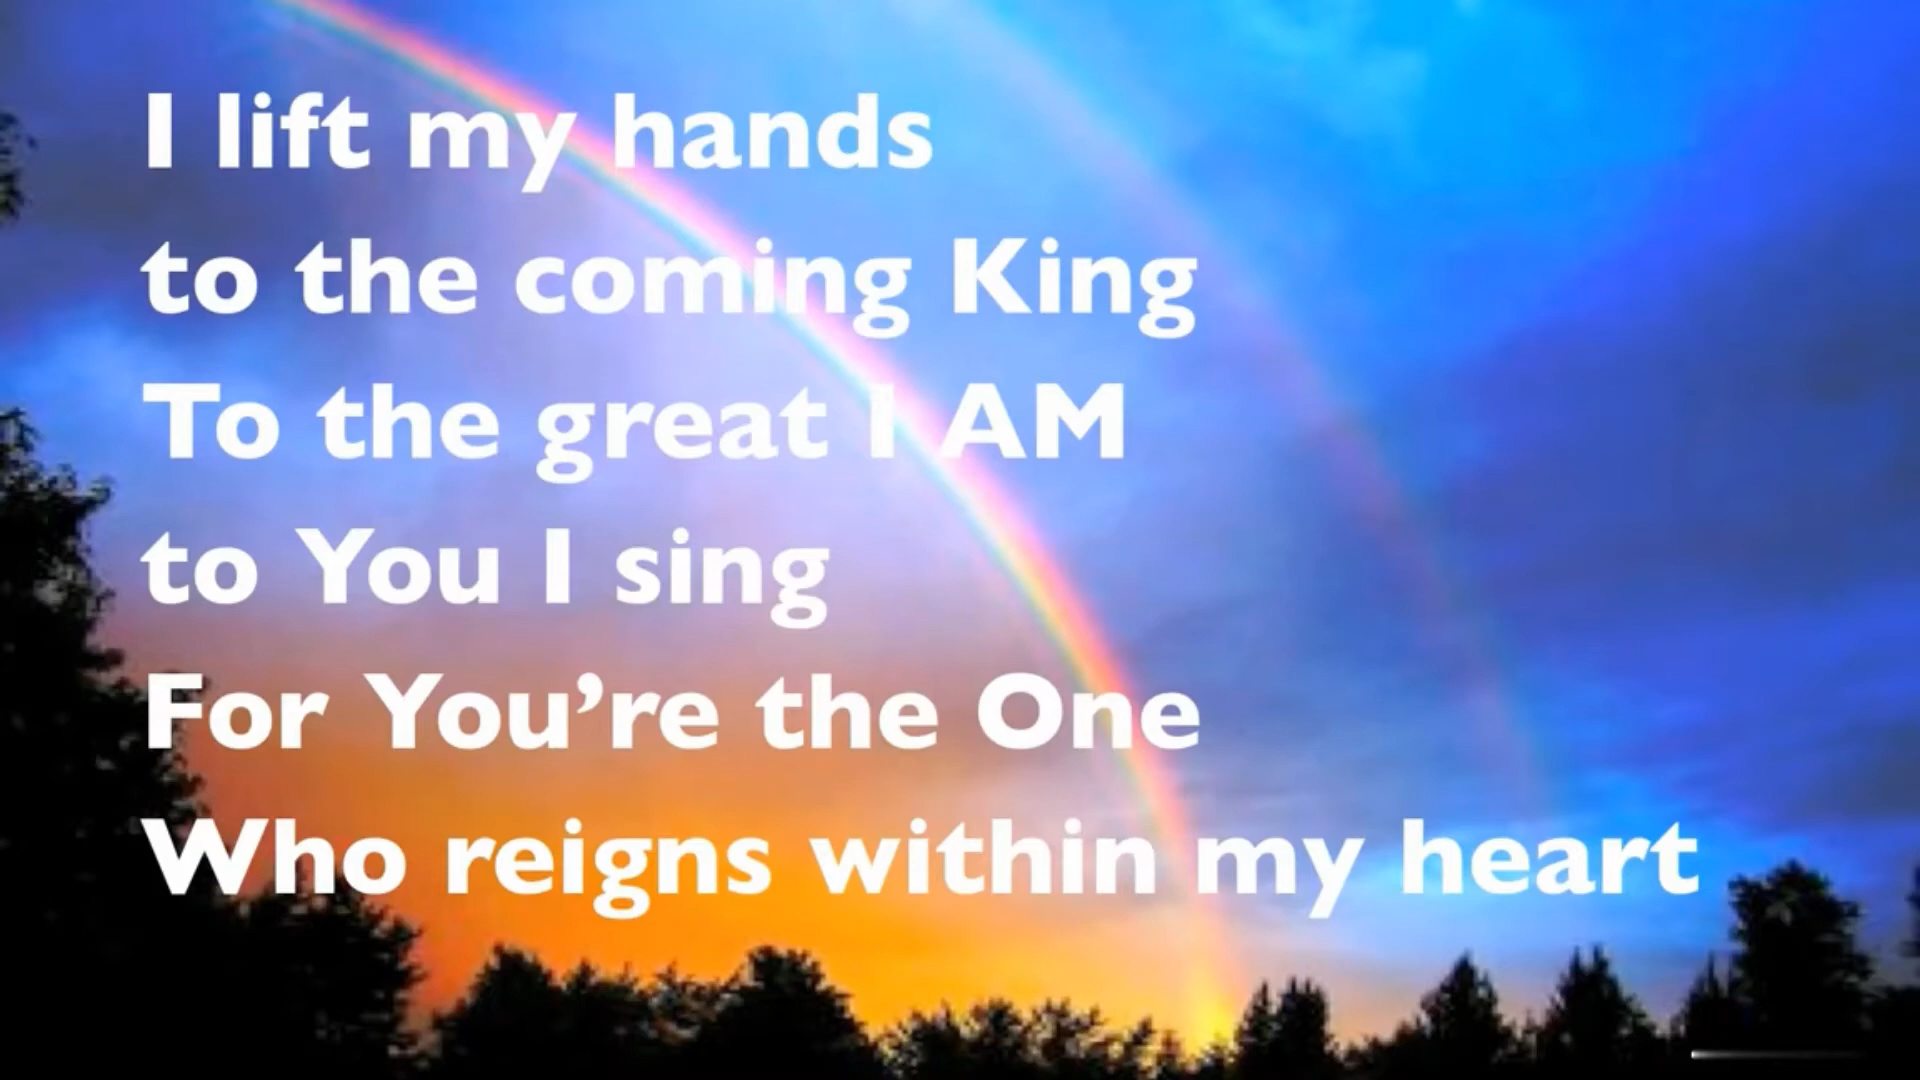 I lift my hands
to the coming King
To the great I AM
to You I sing
For You’re the One
Who reigns within my heart